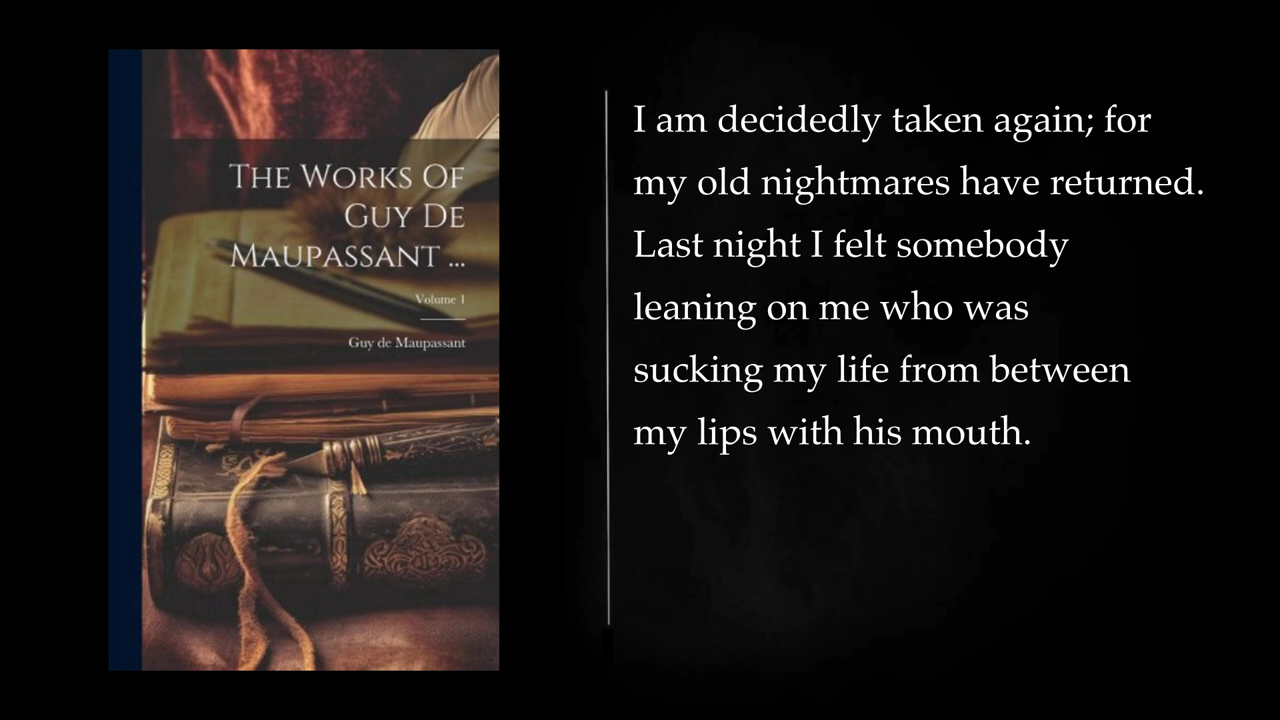 The Works Of
Guy De
Maupassant ...
Volume 1
Guy de Maupassant
I am decidedly taken again; for
my old nightmares have returned.
Last night I felt somebody
leaning on me who was
sucking my life from between
my lips with his mouth.